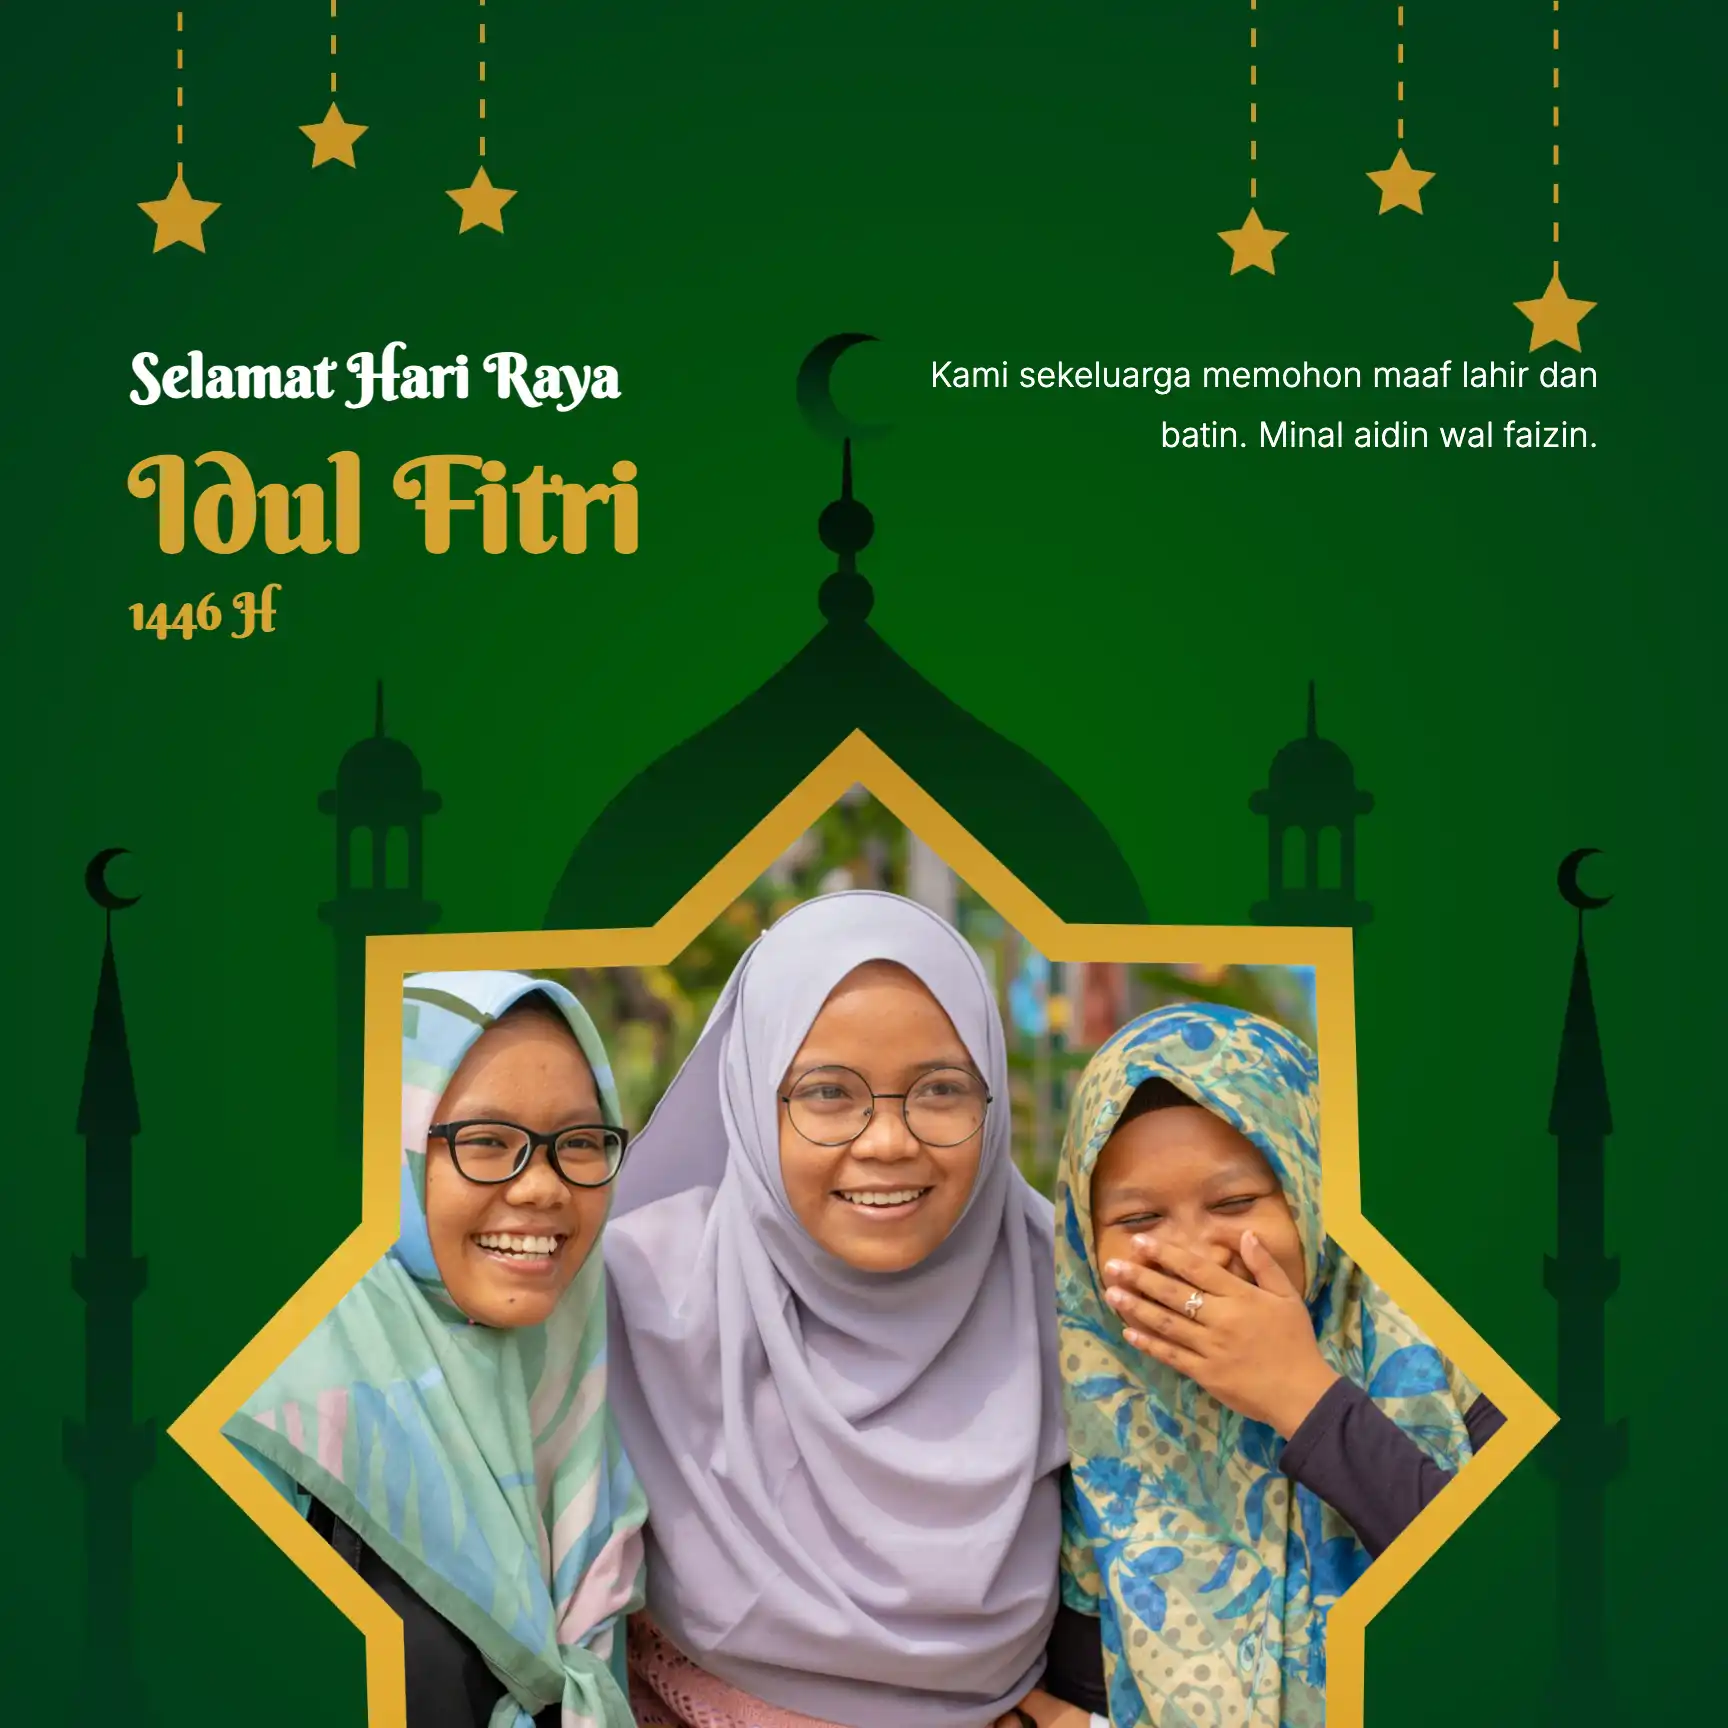 Selamat Hari Raya
Idul Fitri
1446 H
Kami sekeluarga memohon maaf lahir dan
batin. Minal aidin wal faizin.